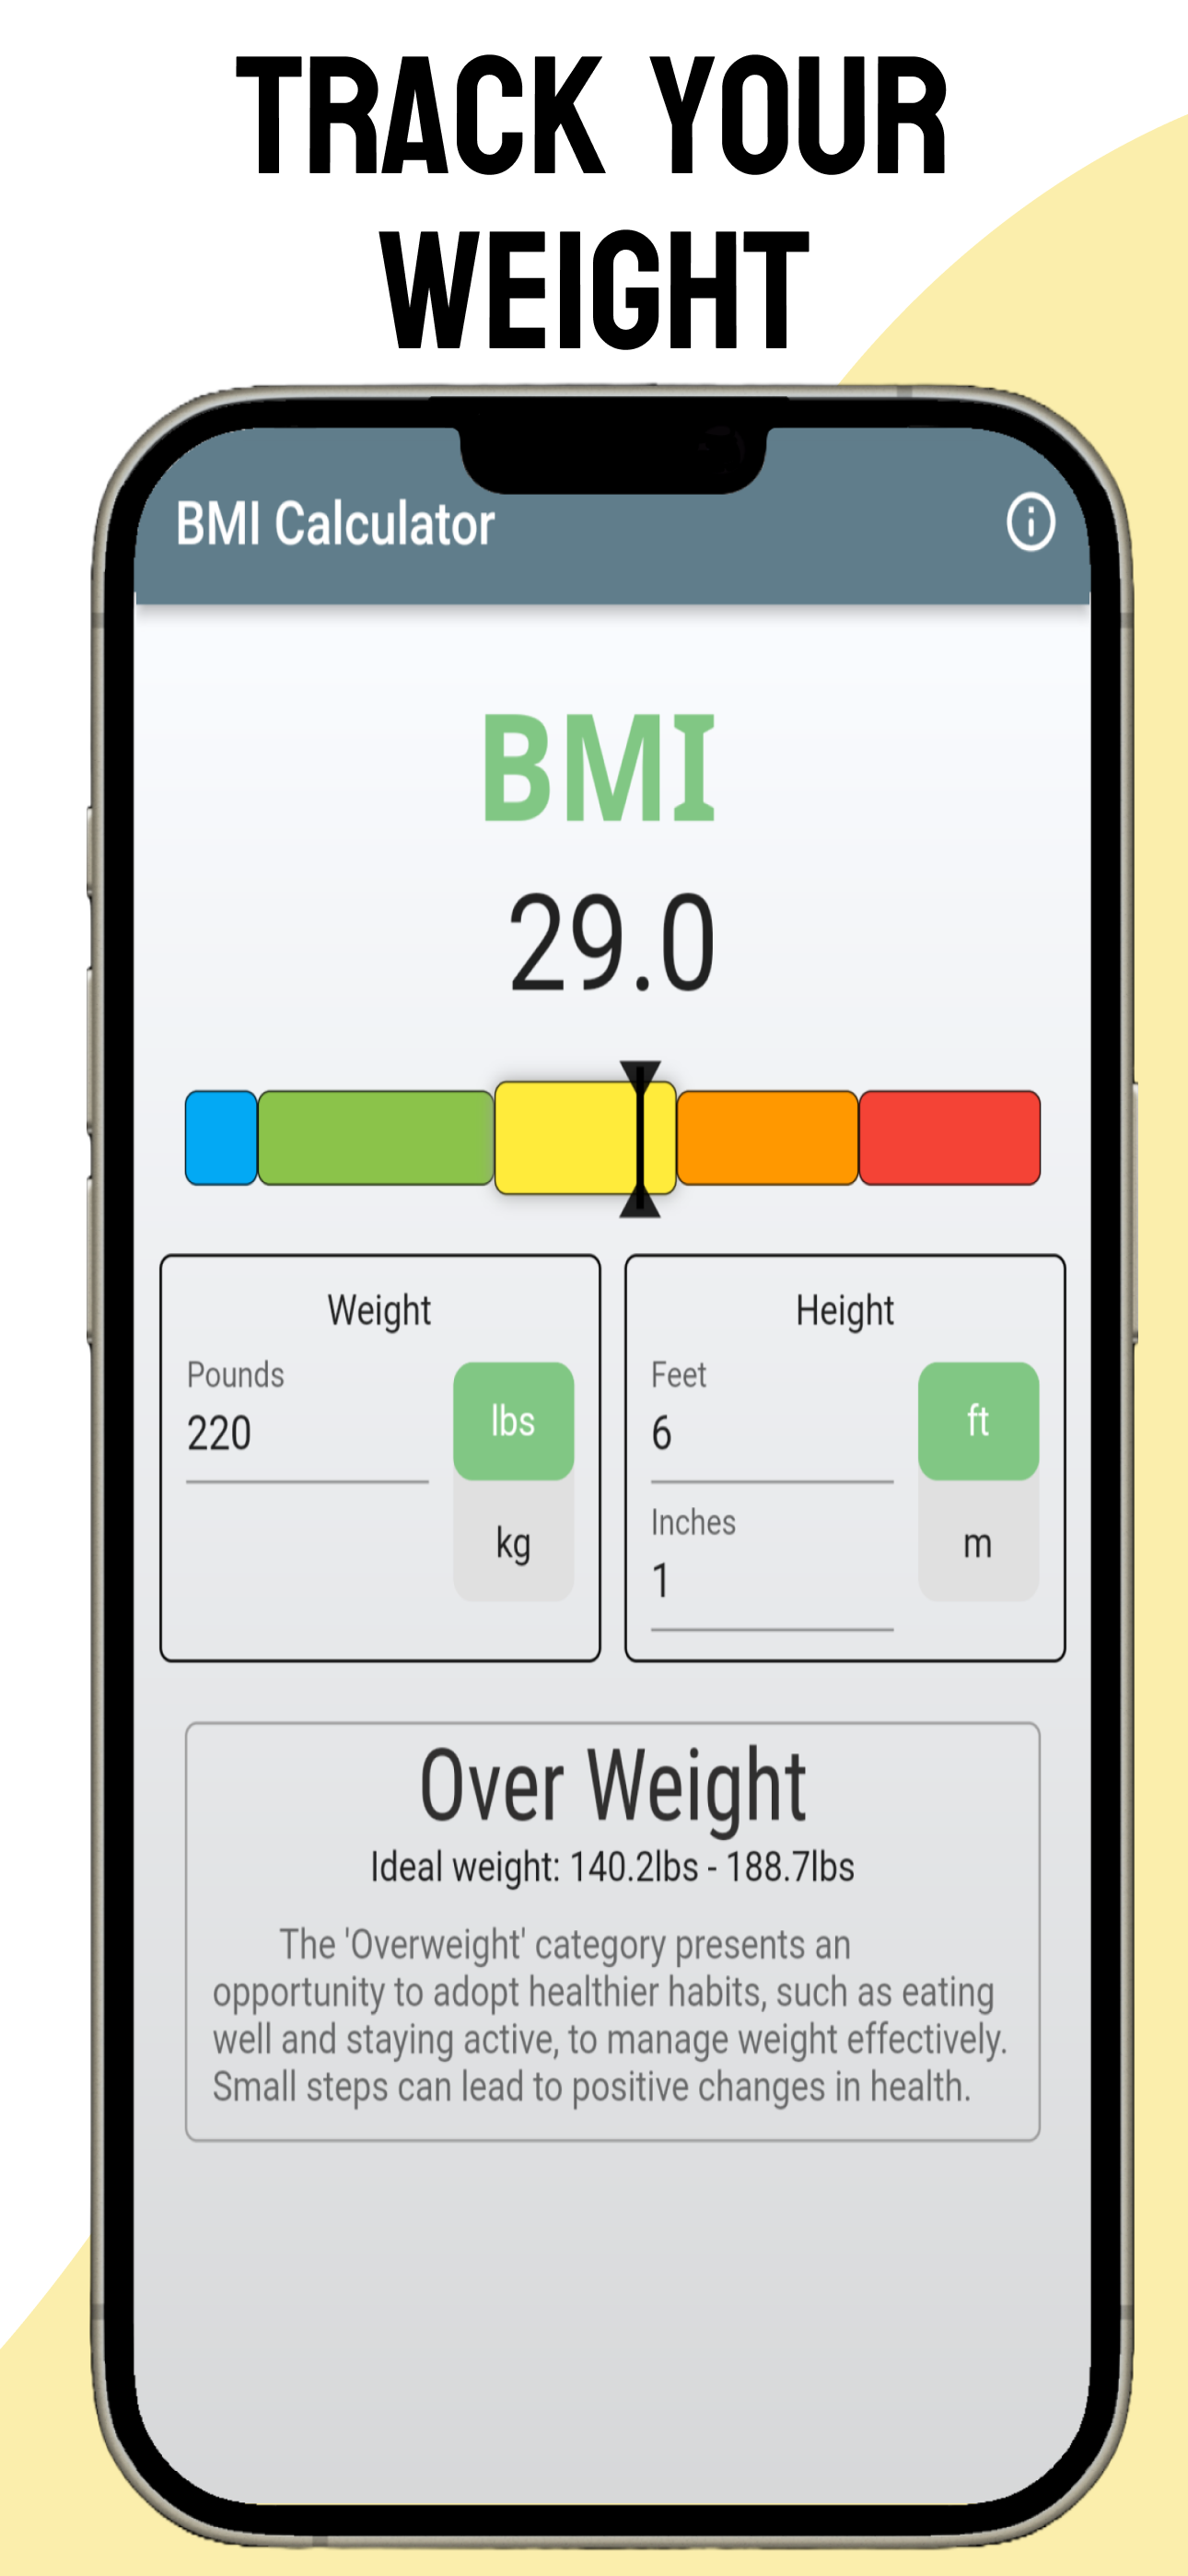 TRACK YOUR
WEIGHT
BMI Calculator
BMI
29.0
Weight
Pounds
220
lbs
kg
Height
Feet
6
ft
Inches
1
m
Over Weight
Ideal weight: 140.2lbs - 188.7lbs
The 'Overweight' category presents an
opportunity to adopt healthier habits, such as eating
well and staying active, to manage weight effectively.
Small steps can lead to positive changes in health.